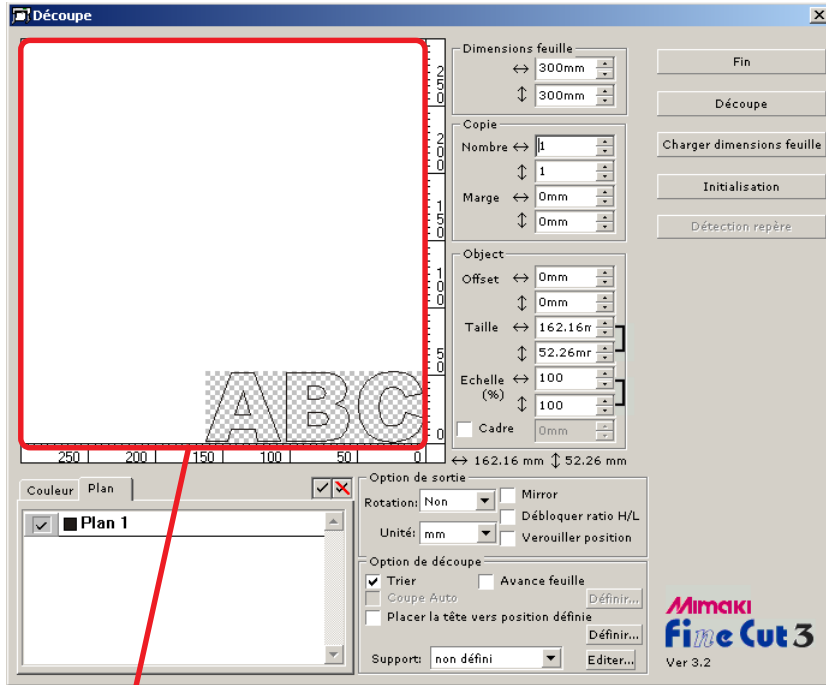 Découpe
Dimensions feuille
↔ 300mm
↕ 300mm
Copie
Nombre ↔ 1
↕ 1
Marge ↔ 0mm
↕ 0mm
Object
Offset ↔ 0mm
↕ 0mm
Taille ↔ 162.16m
↕ 52.26mr
Echelle ↔ 100
(%)
↕ 100
Cadre 0mm
↔ 162.16 mm ↕ 52.26 mm
Fin
Découpe
Charger dimensions feuille
Initialisation
Détection repère
250
200
150
100
50
0
ABC
250 200 150 100 50 0
Couleur Plan
Plan 1
Option de sortie
Rotation: Non
Mirror
Débloquer ratio H/L
Unité: mm
Verouiller position
Option de découpe
Trier Avance feuille
Coupe Auto Définir...
Placer la tête vers position définie
Définir...
Support: non défini Editer...
Mimaki
Fine Cut 3
Ver 3.2